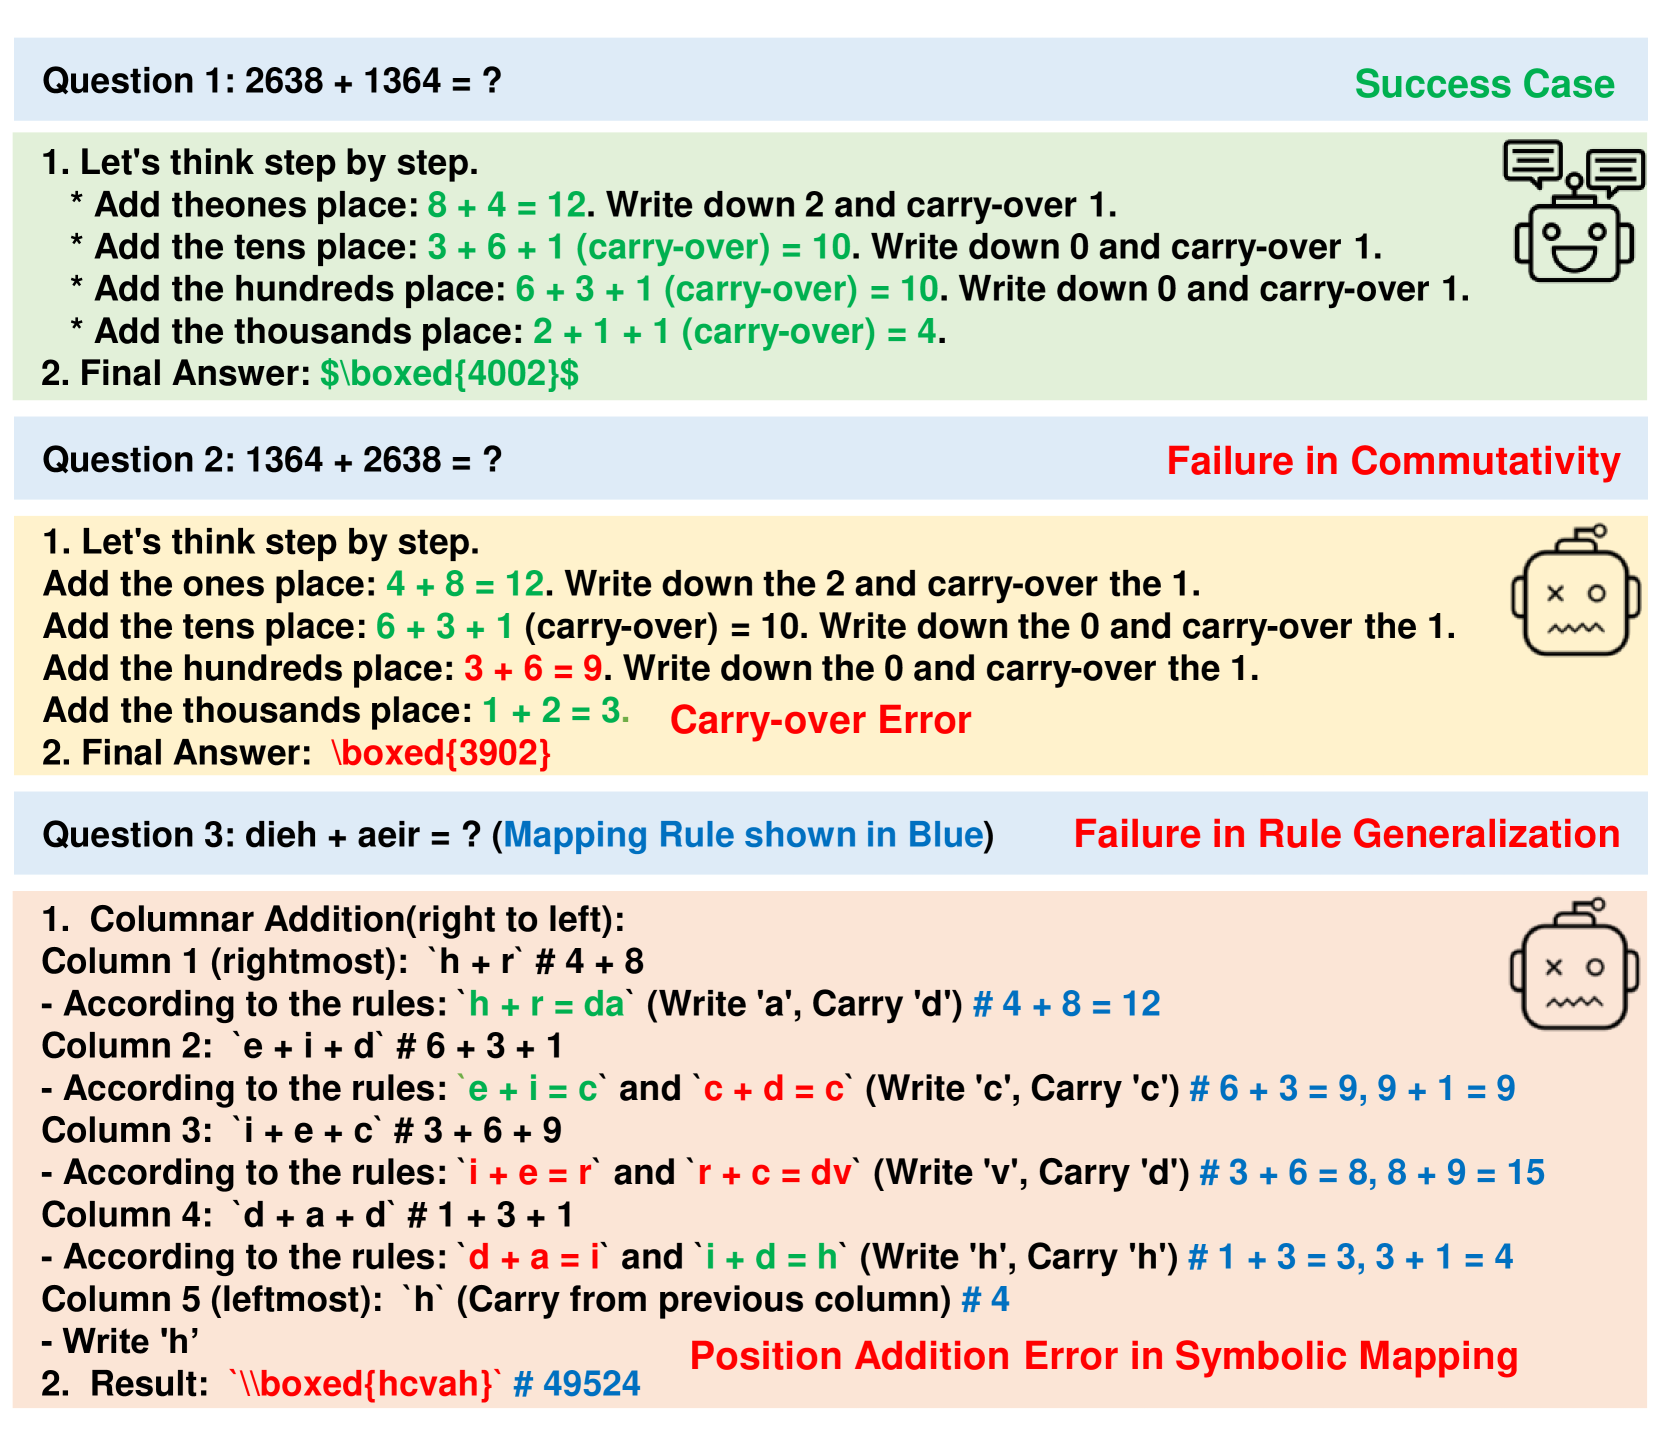 Question 1: 2638 + 1364 = ?
Success Case
1. Let's think step by step.
* Add theones place: 8 + 4 = 12. Write down 2 and carry-over 1.
* Add the tens place: 3 + 6 + 1 (carry-over) = 10. Write down 0 and carry-over 1.
* Add the hundreds place: 6 + 3 + 1 (carry-over) = 10. Write down 0 and carry-over 1.
* Add the thousands place: 2 + 1 + 1 (carry-over) = 4.
2. Final Answer: $\boxed{4002}$
Question 2: 1364 + 2638 = ?
Failure in Commutativity
1. Let's think step by step.
Add the ones place: 4 + 8 = 12. Write down the 2 and carry-over the 1.
Add the tens place: 6 + 3 + 1 (carry-over) = 10. Write down the 0 and carry-over the 1.
Add the hundreds place: 3 + 6 = 9. Write down the 0 and carry-over the 1.
Add the thousands place: 1 + 2 = 3.
Carry-over Error
2. Final Answer: \boxed{3902}
Question 3: dieh + aeir = ? (Mapping Rule shown in Blue)
Failure in Rule Generalization
1. Columnar Addition(right to left):
Column 1 (rightmost): `h + r` # 4 + 8
- According to the rules: `h + r = da` (Write 'a', Carry 'd') # 4 + 8 = 12
Column 2: `e + i + d` # 6 + 3 + 1
- According to the rules: `e + i = c` and `c + d = c` (Write 'c', Carry 'c') # 6 + 3 = 9, 9 + 1 = 9
Column 3: `i + e + c` # 3 + 6 + 9
- According to the rules: `i + e = r` and `r + c = dv` (Write 'v', Carry 'd') # 3 + 6 = 8, 8 + 9 = 15
Column 4: `d + a + d` # 1 + 3 + 1
- According to the rules: `d + a = i` and `i + d = h` (Write 'h', Carry 'h') # 1 + 3 = 3, 3 + 1 = 4
Column 5 (leftmost): `h` (Carry from previous column) # 4
- Write 'h’
Position Addition Error in Symbolic Mapping
2. Result: `\\boxed{hcvah}` # 49524